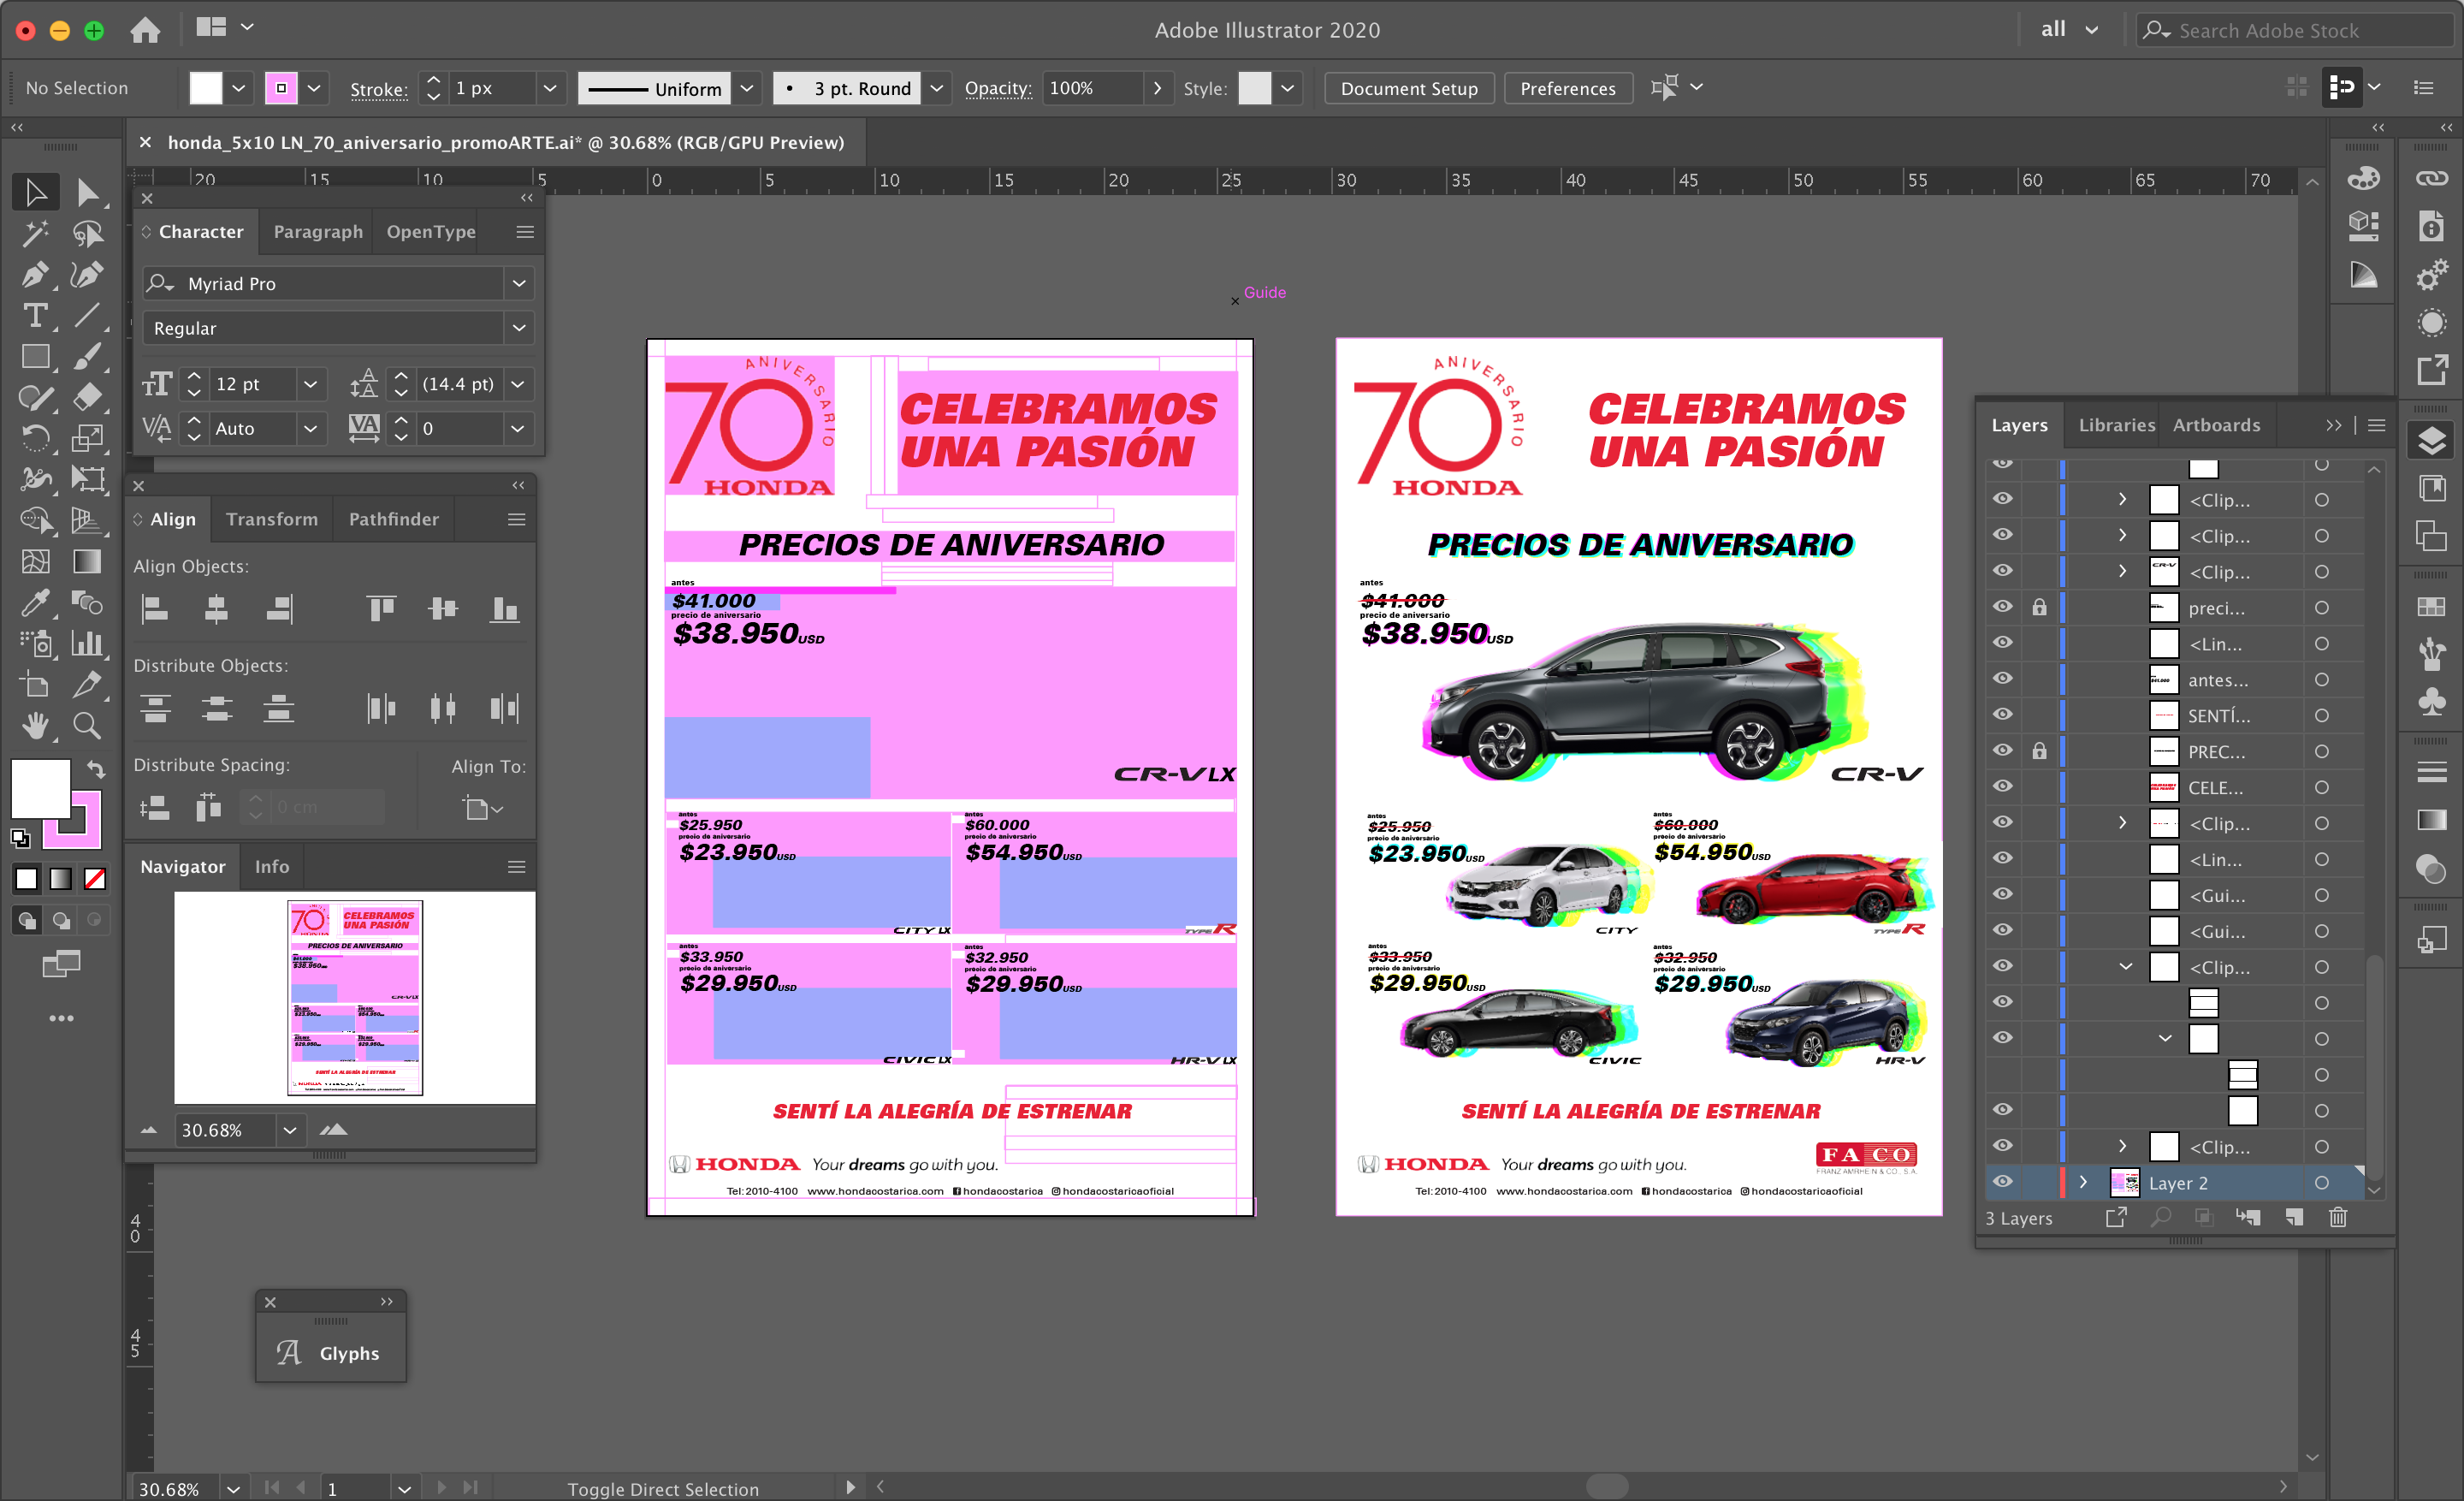 Adobe Illustrator 2020
all
Search Adobe Stock
No Selection
Stroke:
1 px
Uniform
3 pt. Round
Opacity:
100%
Style:
Document Setup
Preferences
honda_5x10 LN_70_aniversario_promoARTE.ai* @ 30.68% (RGB/GPU Preview)
20 15 10 5 0 5 10 15 20 25 30 35 40 45 50 55 60 65 70
Character
Paragraph
OpenType
Myriad Pro
Regular
12 pt
(14.4 pt)
Auto
0
Align
Transform
Pathfinder
Align Objects:
Distribute Objects:
Distribute Spacing:
Align To:
0 cm
Navigator
Info
70
HONDA
CELEBRAMOS
UNA PASIÓN
PRECIOS DE ANIVERSARIO
SENTÍ LA ALEGRÍA DE ESTRENAR
30.68%
40
45
Glyphs
30.68%
1
Toggle Direct Selection
Guide
ANIVERSARIO
70
HONDA
CELEBRAMOS
UNA PASIÓN
PRECIOS DE ANIVERSARIO
antes
$41.000
precio de aniversario
$38.950USD
CR-V LX
antes
$25.950
precio de aniversario
$23.950USD
CITY LX
antes
$60.000
precio de aniversario
$54.950USD
TYPE R
antes
$33.950
precio de aniversario
$29.950USD
CIVIC LX
antes
$32.950
precio de aniversario
$29.950USD
HR-V LX
SENTÍ LA ALEGRÍA DE ESTRENAR
HONDA Your dreams go with you.
Tel: 2010-4100 www.hondacostarica.com hondacostarica hondacostaricaoficial
ANIVERSARIO
70
HONDA
CELEBRAMOS
UNA PASIÓN
PRECIOS DE ANIVERSARIO
antes
$41.000
precio de aniversario
$38.950USD
CR-V
antes
$25.950
precio de aniversario
$23.950USD
CITY
antes
$60.000
precio de aniversario
$54.950USD
TYPE R
antes
$33.950
precio de aniversario
$29.950USD
CIVIC
antes
$32.950
precio de aniversario
$29.950USD
HR-V
SENTÍ LA ALEGRÍA DE ESTRENAR
HONDA Your dreams go with you.
FACO
FRANZ AMRHEIN & CO., S.A.
Tel: 2010-4100 www.hondacostarica.com hondacostarica hondacostaricaoficial
Layers
Libraries
Artboards
<Clip...
<Clip...
<Clip...
preci...
<Lin...
antes...
SENTÍ...
PREC...
CELE...
<Clip...
<Lin...
<Gui...
<Gui...
<Clip...
<Clip...
Layer 2
3 Layers